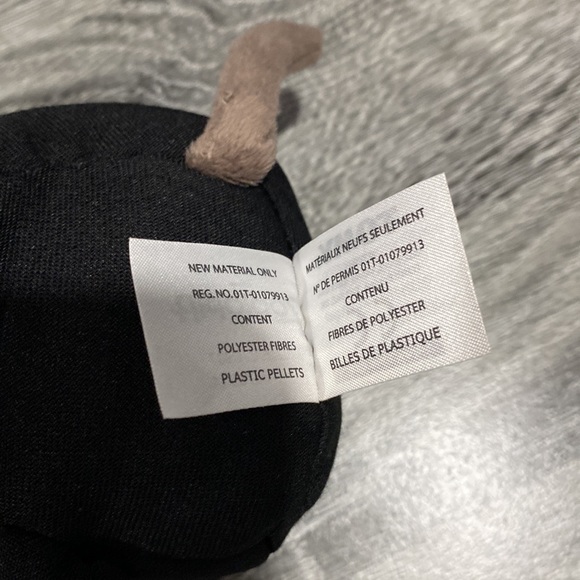 NEW MATERIAL ONLY
REG.NO.01T-01079913
CONTENT
POLYESTER FIBRES
PLASTIC PELLETS
MATÉRIAUX NEUFS SEULEMENT
Nº DE PERMIS 01T-01079913
CONTENU
FIBRES DE POLYESTER
BILLES DE PLASTIQUE